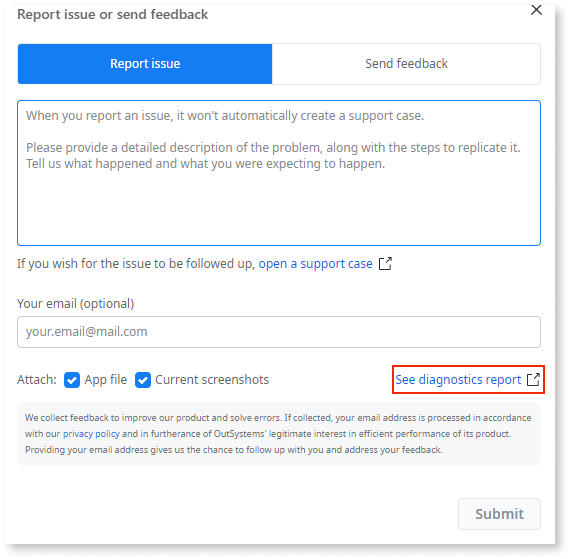 Report issue or send feedback
Report issue
Send feedback
When you report an issue, it won't automatically create a support case.
Please provide a detailed description of the problem, along with the steps to replicate it.
Tell us what happened and what you were expecting to happen.
If you wish for the issue to be followed up, open a support case
Your email (optional)
your.email@mail.com
Attach: App file Current screenshots See diagnostics report
We collect feedback to improve our product and solve errors. If collected, your email address is processed in accordance
with our privacy policy and in furtherance of OutSystems' legitimate interest in efficient performance of its product.
Providing your email address gives us the chance to follow up with you and address your feedback.
Submit